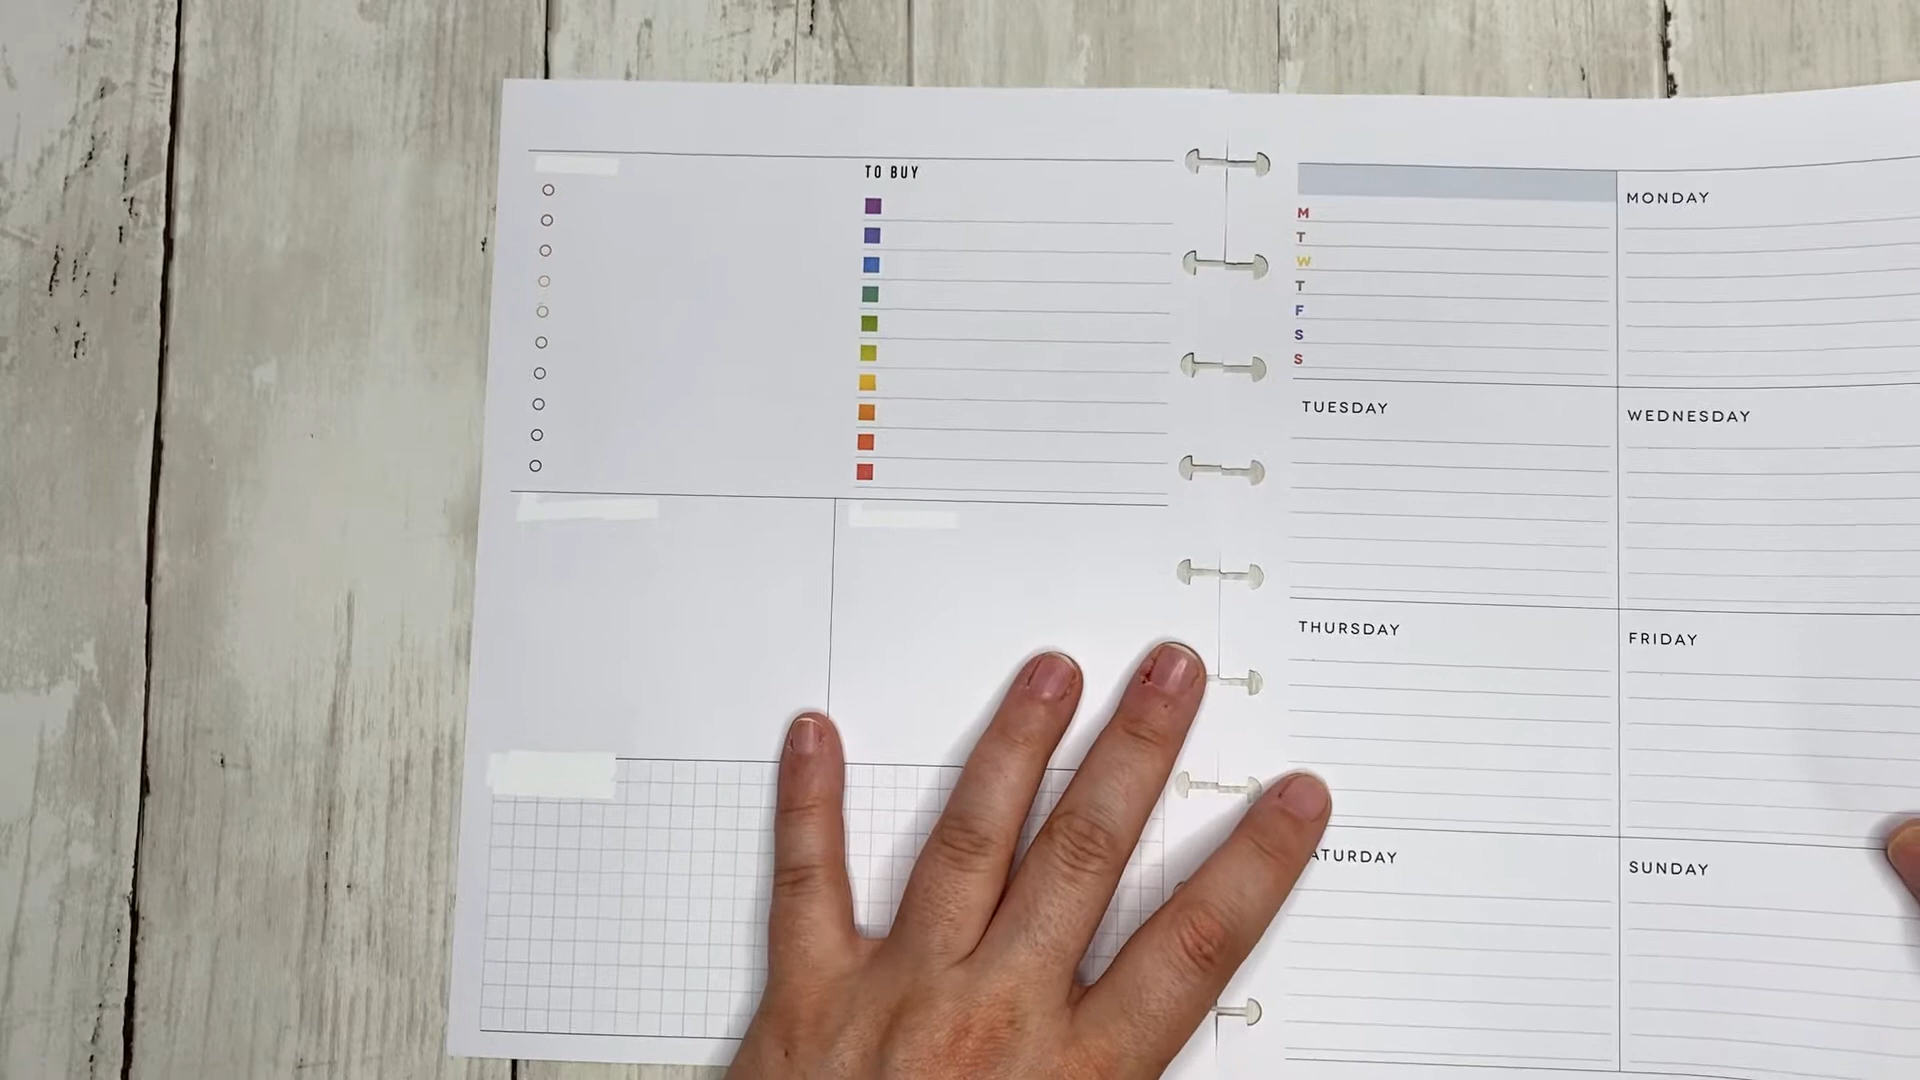 TO BUY
M
T
W
T
F
S
S
MONDAY
TUESDAY
WEDNESDAY
THURSDAY
FRIDAY
ATURDAY
SUNDAY